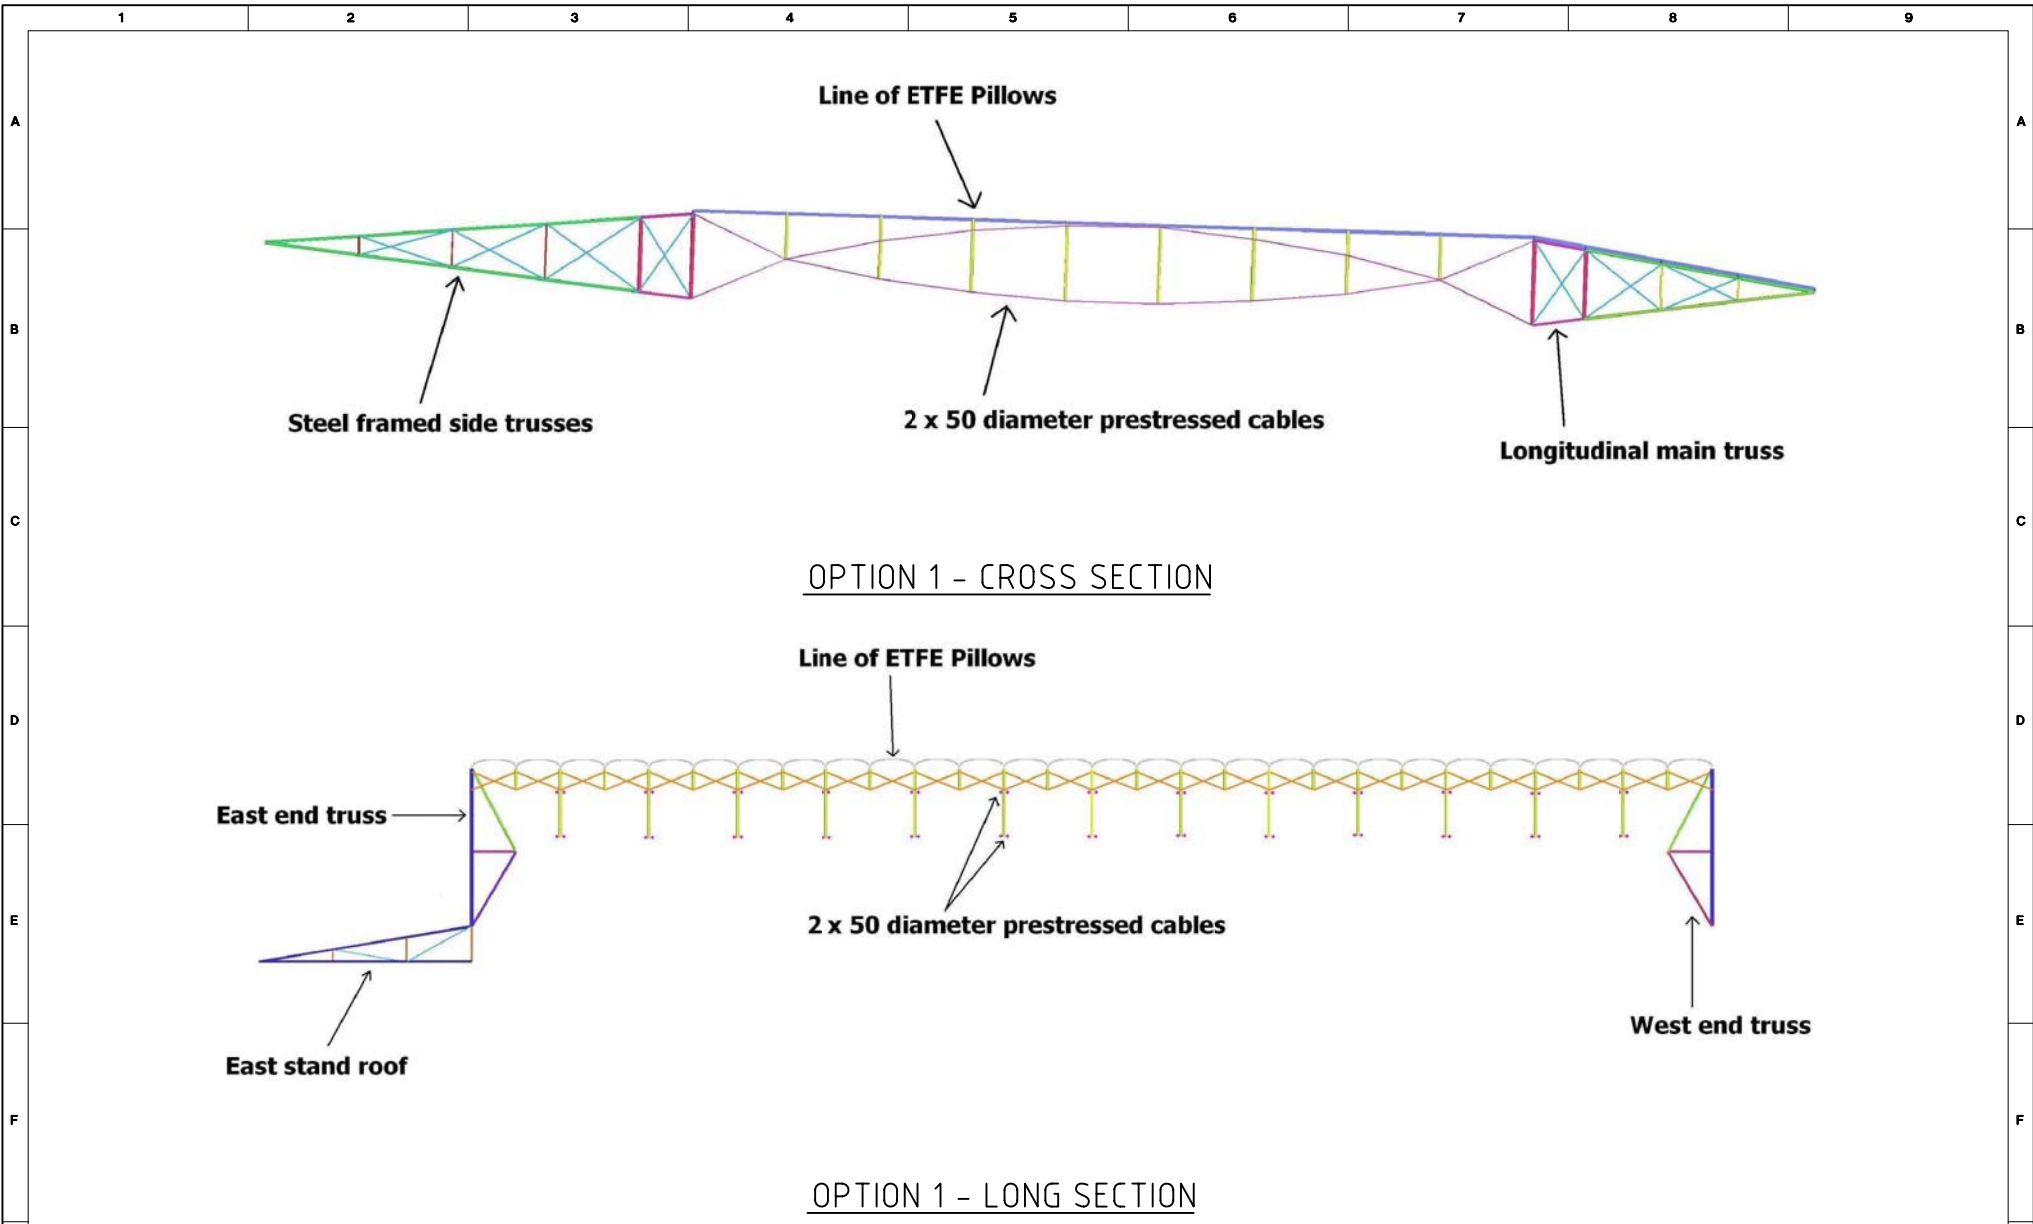 1 2 3 4 5 6 7 8 9
Line of ETFE Pillows
A A
B B
Steel framed side trusses
2 x 50 diameter prestressed cables
Longitudinal main truss
C C
OPTION 1 - CROSS SECTION
Line of ETFE Pillows
D D
East end truss
E E
2 x 50 diameter prestressed cables
West end truss
East stand roof
F F
OPTION 1 - LONG SECTION